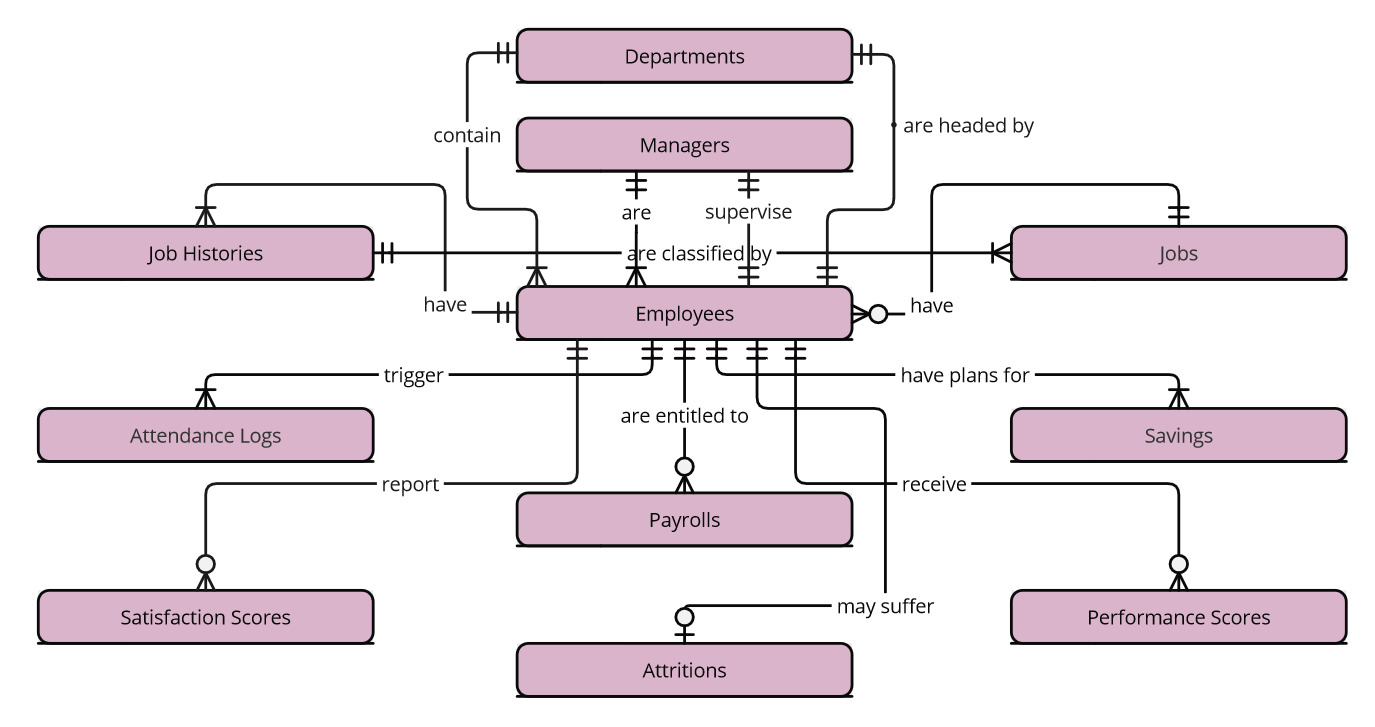 Departments
contain
are headed by
Managers
are
supervise
Job Histories
are classified by
Jobs
have
Employees
have
trigger
have plans for
are entitled to
Attendance Logs
Savings
report
receive
Payrolls
may suffer
Satisfaction Scores
Performance Scores
Attritions